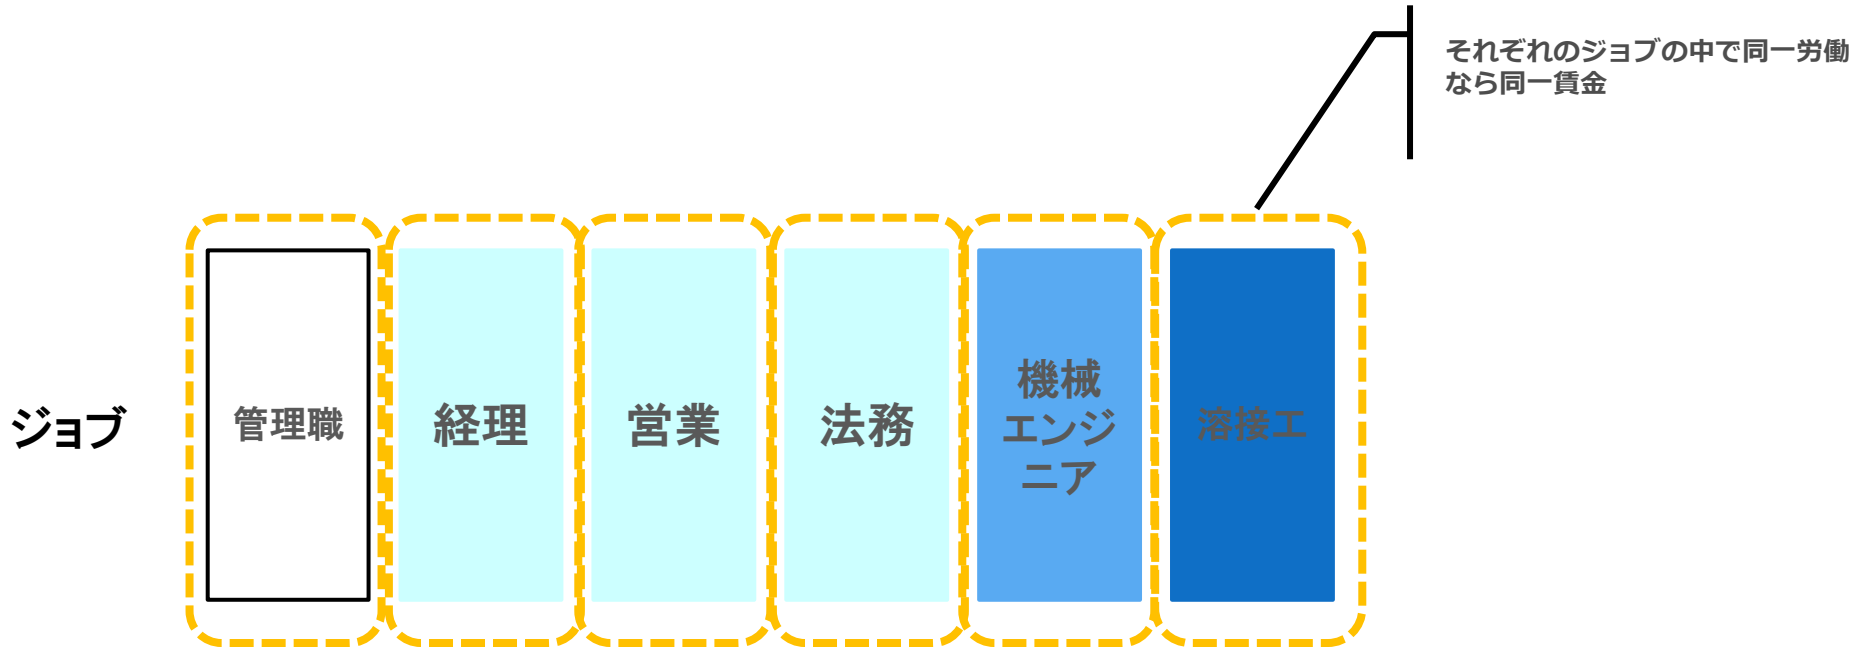 それぞれのジョブの中で同一労働
なら同一賃金
ジョブ
管理職
経理
営業
法務
機械
エンジ
ニア
溶接工